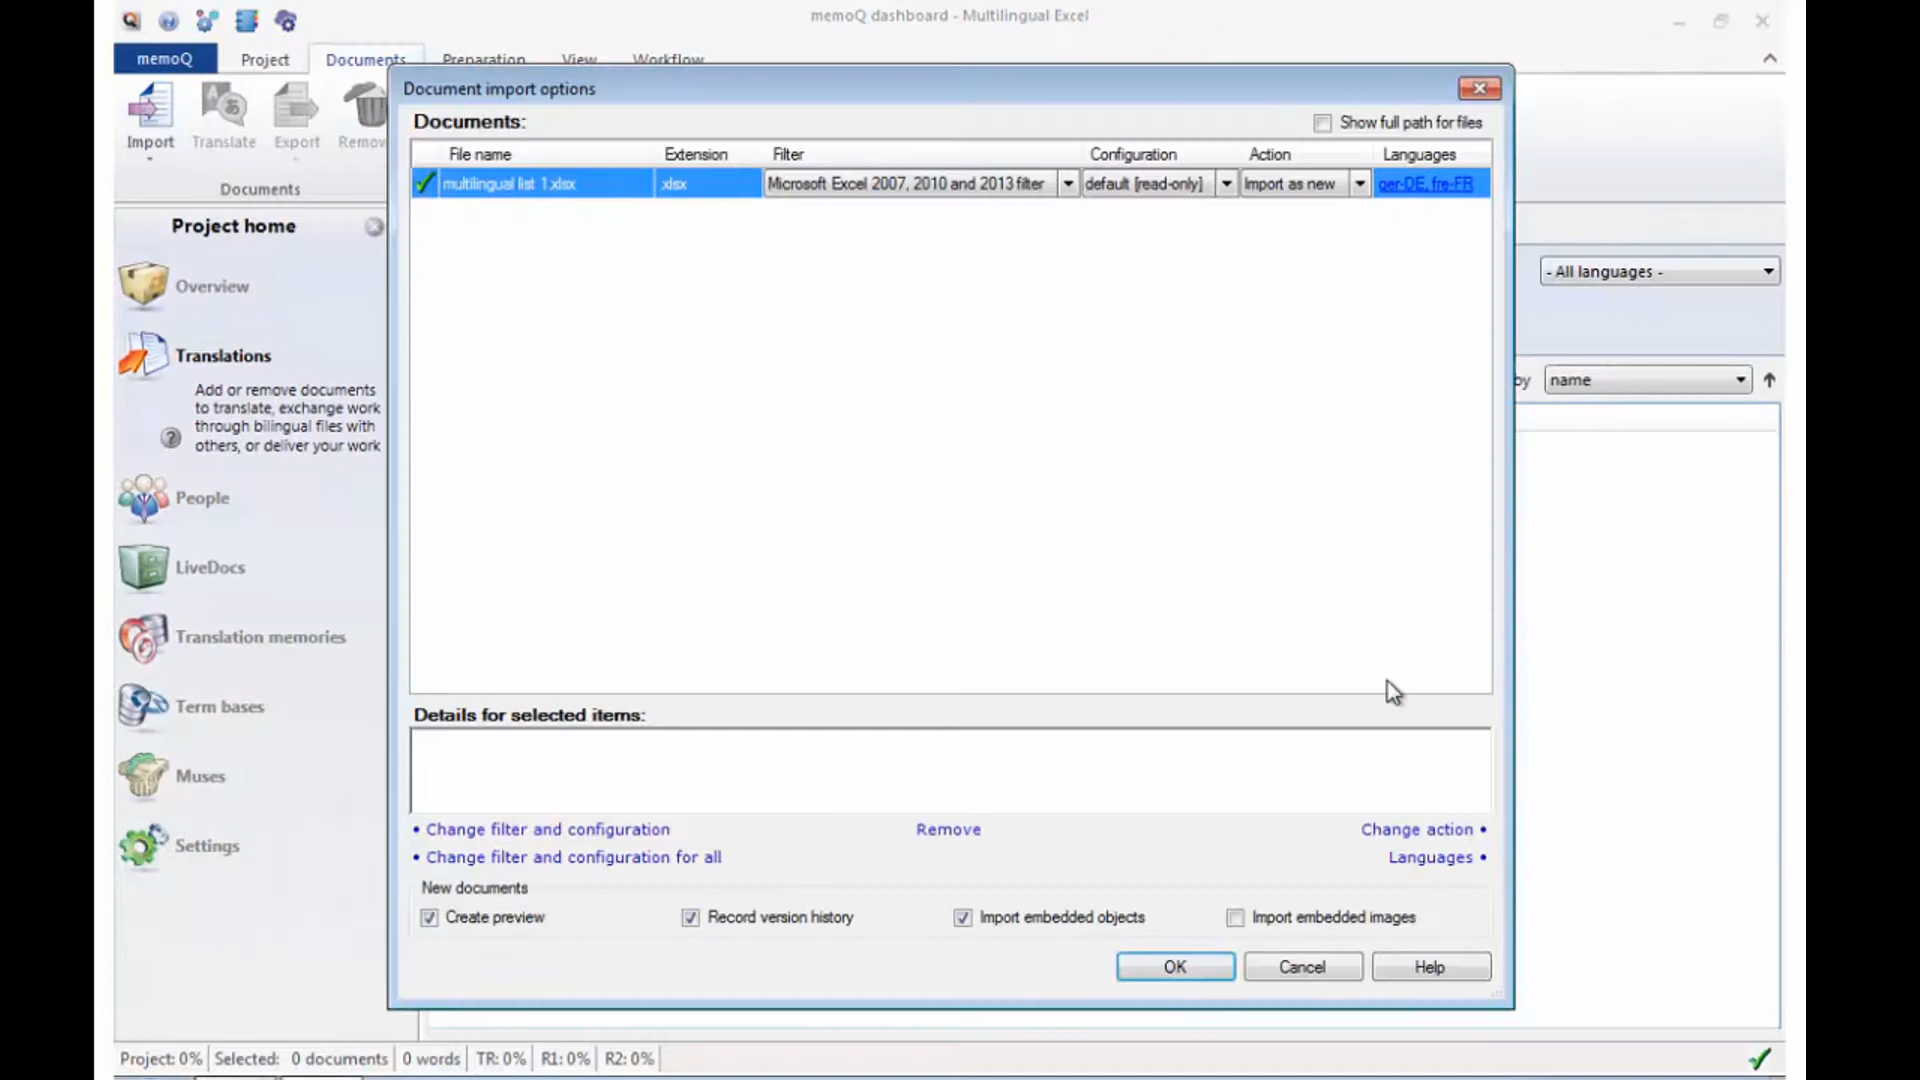 memoQ dashboard - Multilingual Excel
memoQ
Project
Documents
Preparation
View
Workflow
Import
Translate
Export
Remov
Documents
Document import options
Documents:
Show full path for files
File name
Extension
Filter
Configuration
Action
Languages
multilingual list 1.xlsx
.xlsx
Microsoft Excel 2007, 2010 and 2013 filter
default [read-only]
Import as new
ger-DE, fre-FR
Project home
Overview
Translations
Add or remove documents
to translate, exchange work
through bilingual files with
others, or deliver your work
People
LiveDocs
Translation memories
Term bases
Muses
Settings
- All languages -
by
name
Details for selected items:
• Change filter and configuration
Remove
Change action •
• Change filter and configuration for all
Languages •
New documents
Create preview
Record version history
Import embedded objects
Import embedded images
OK
Cancel
Help
Project: 0%
Selected: 0 documents
0 words
TR: 0%
R1: 0%
R2: 0%